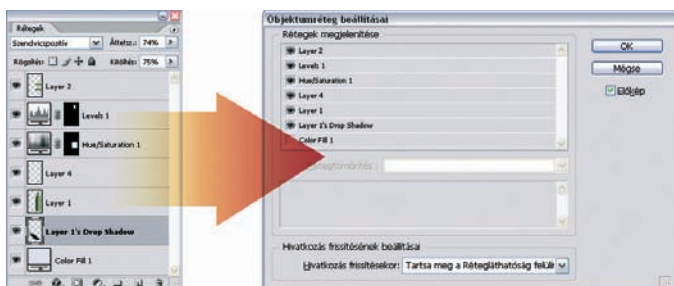 Rétegek
Szendvicspozitív
Áttetsz.: 74%
Rögzítés:
Kitöltés: 75%
Layer 2
Levels 1
Hue/Saturation 1
Layer 4
Layer 1
Layer 1's Drop Shadow
Color Fill 1
Objektumréteg beállításai
Rétegek megjelenítése
Layer 2
Levels 1
Hue/Saturation 1
Layer 4
Layer 1
Layer 1's Drop Shadow
Color Fill 1
Hivatkozás frissítésének beállításai
Hivatkozás frissítésekor: Tartsa meg a Rétegláthatóság felüli
OK
Mégse
Előkép